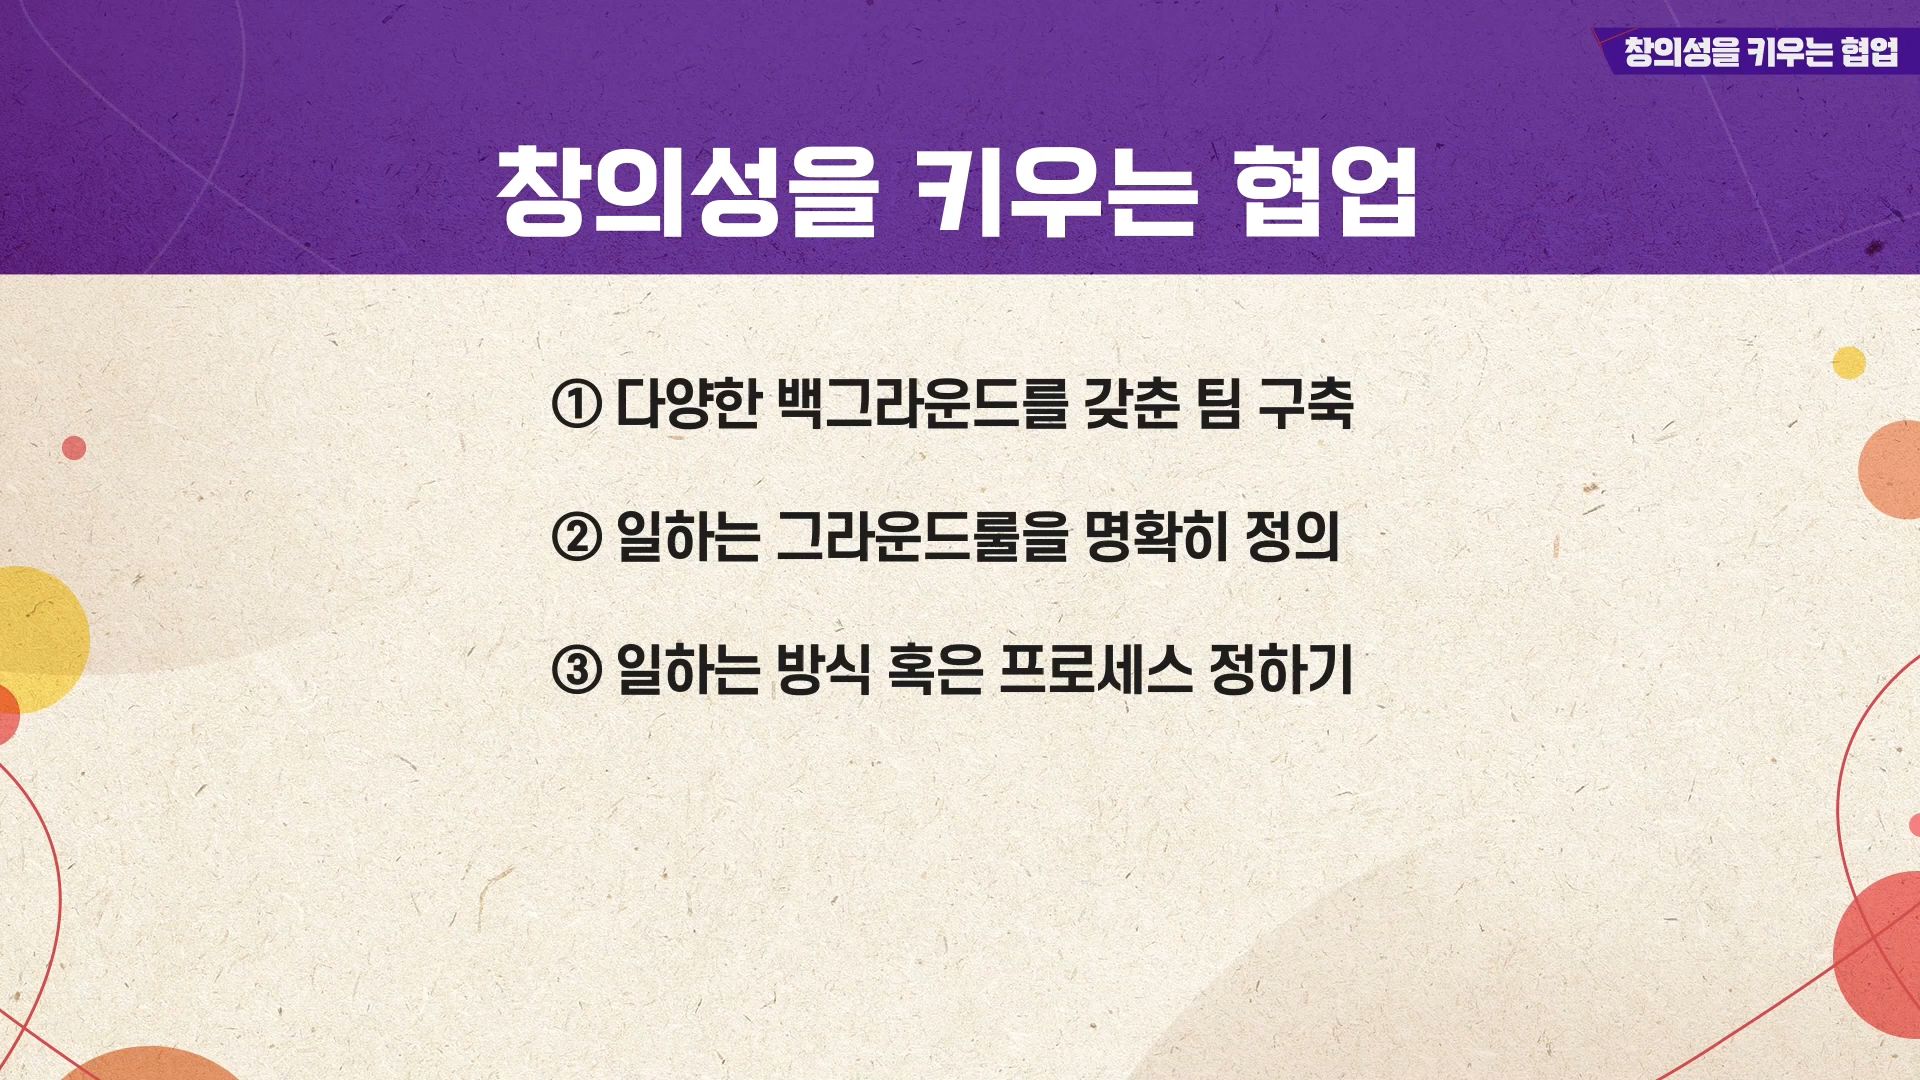 창의성을 키우는 협업
창의성을 키우는 협업
① 다양한 백그라운드를 갖춘 팀 구축
② 일하는 그라운드룰을 명확히 정의
③ 일하는 방식 혹은 프로세스 정하기